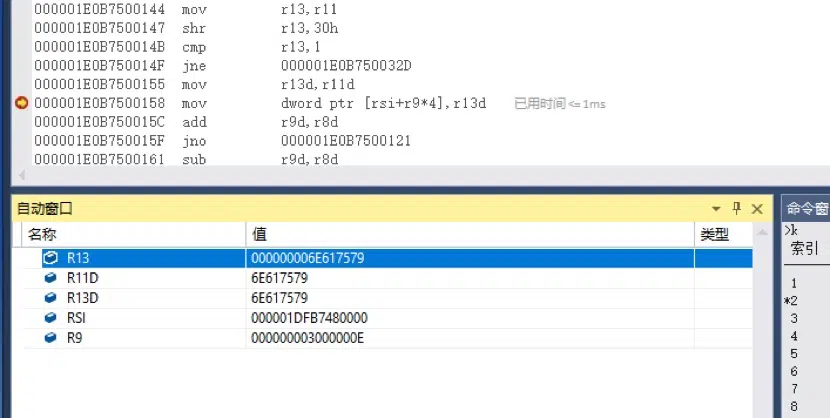 000001E0B7500144 mov r13,r11
000001E0B7500147 shr r13,30h
000001E0B750014B cmp r13,1
000001E0B750014F jne 000001E0B750032D
000001E0B7500155 mov r13d,r11d
000001E0B7500158 mov dword ptr [rsi+r9*4],r13d 已用时间<=1ms
000001E0B750015C add r9d,r8d
000001E0B750015F jno 000001E0B7500121
000001E0B7500161 sub r9d,r8d
自动窗口
名称 值 类型
R13 000000006E617579
R11D 6E617579
R13D 6E617579
RSI 000001DFB7480000
R9 000000003000000E
命令窗
>k
索引
1
*2
3
4
5
6
7
8